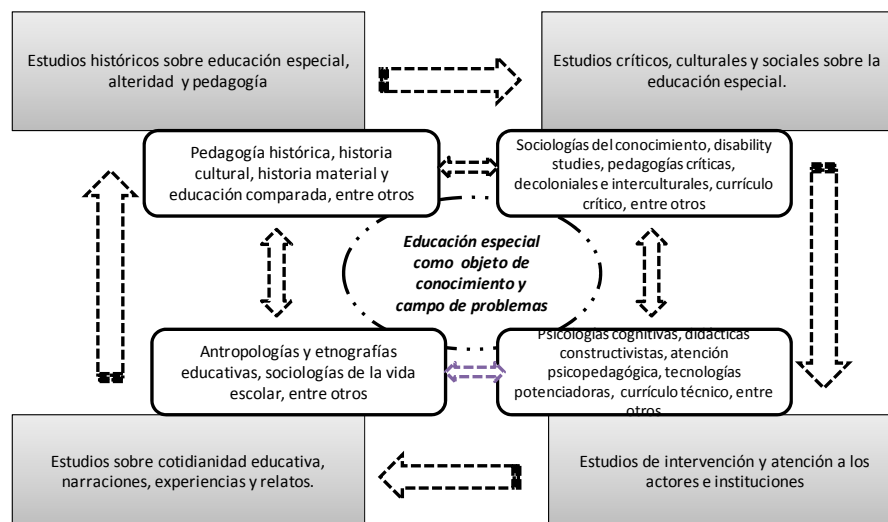 Estudios históricos sobre educación especial,
alteridad y pedagogía
Estudios críticos, culturales y sociales sobre la
educación especial.
Pedagogía histórica, historia
cultural, historia material y
educación comparada, entre otros
Sociologías del conocimiento, disability
studies, pedagogías críticas,
decoloniales e interculturales, currículo
crítico, entre otros
Educación especial
como objeto de
conocimiento y
campo de problemas
Antropologías y etnografías
educativas, sociologías de la vida
escolar, entre otros
Psicologías cognitivas, didácticas
constructivistas, atención
psicopedagógica, tecnologías
potenciadoras, currículo técnico, entre
otros
Estudios sobre cotidianidad educativa,
narraciones, experiencias y relatos.
Estudios de intervención y atención a los
actores e instituciones